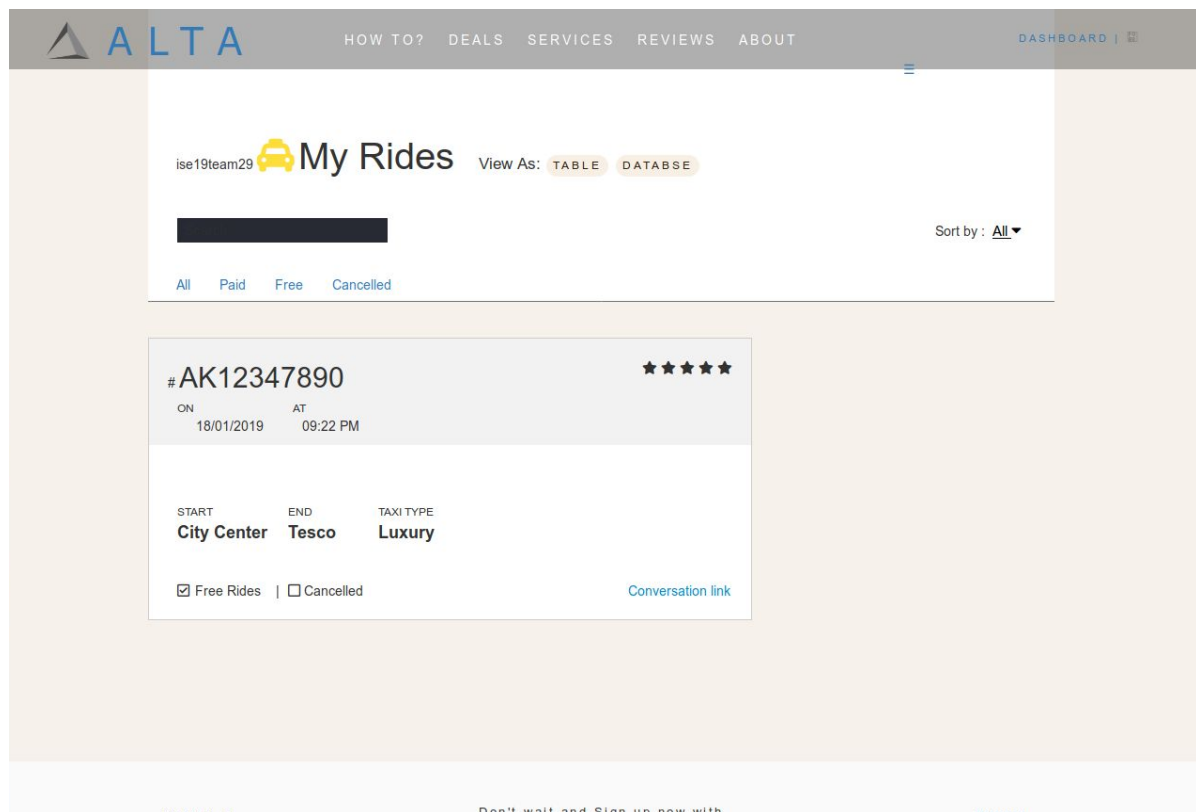 ALTA HOW TO? DEALS SERVICES REVIEWS ABOUT DASHBOARD |
ise19team29 My Rides View As: TABLE DATABSE
Sort by : All
All Paid Free Cancelled
# AK12347890
ON AT
18/01/2019 09:22 PM
START END TAXI TYPE
City Center Tesco Luxury
Free Rides | Cancelled Conversation link
Don't wait and Sign up now with